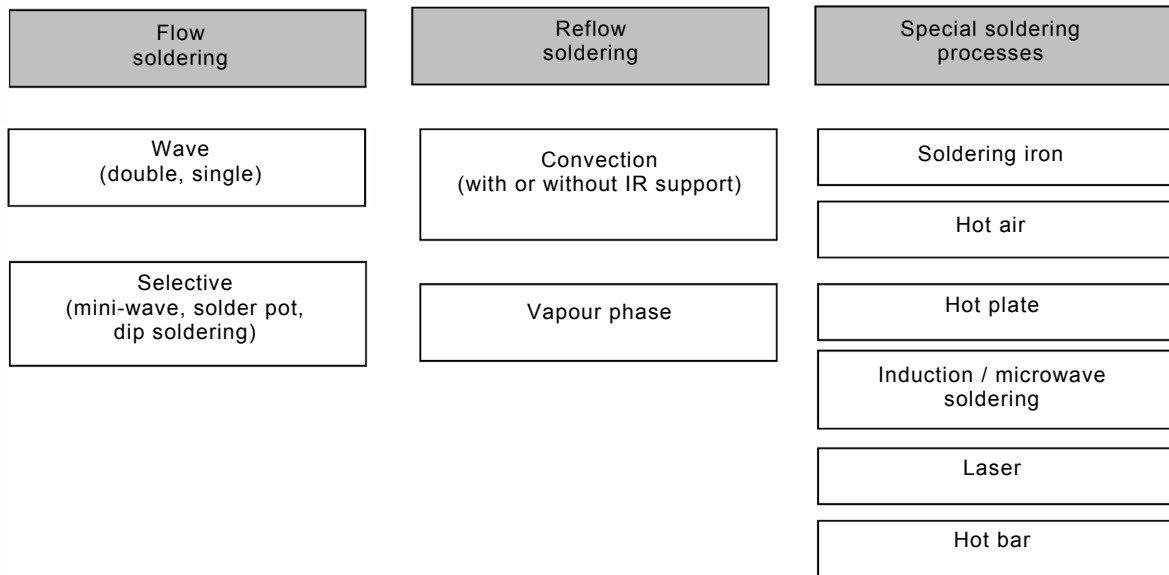 Flow
soldering
Reflow
soldering
Special soldering
processes
Wave
(double, single)
Convection
(with or without IR support)
Soldering iron
Hot air
Selective
(mini-wave, solder pot,
dip soldering)
Vapour phase
Hot plate
Induction / microwave
soldering
Laser
Hot bar